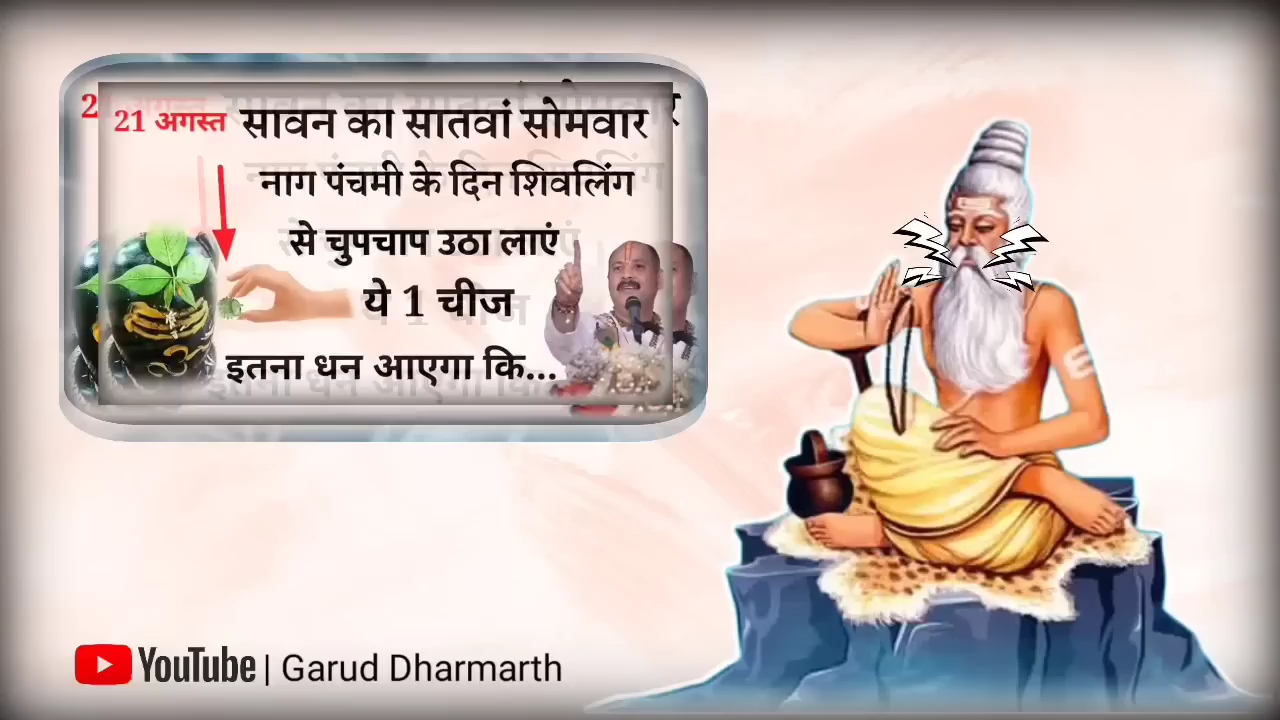 21 अगस्त सावन का सातवां सोमवार
नाग पंचमी के दिन शिवलिंग
से चुपचाप उठा लाएं
ये 1 चीज
इतना धन आएगा कि...
YouTube | Garud Dharmarth